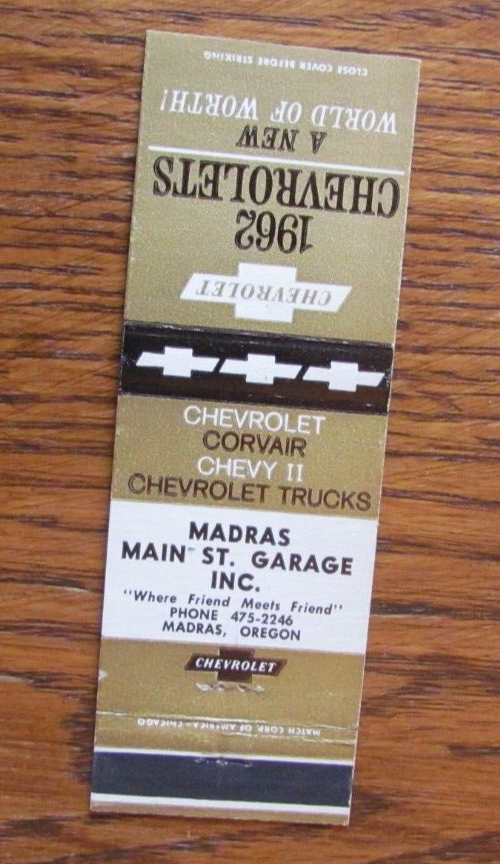 CLOSE COVER BEFORE STRIKING
WORLD OF WORTH!
A NEW
CHEVROLETS
1962
CHEVROLET
CHEVROLET
CORVAIR
CHEVY II
CHEVROLET TRUCKS
MADRAS
MAIN ST. GARAGE
INC.
"Where Friend Meets Friend"
PHONE 475-2246
MADRAS, OREGON
CHEVROLET
MATCH CORP. OF AMERICA - CHICAGO